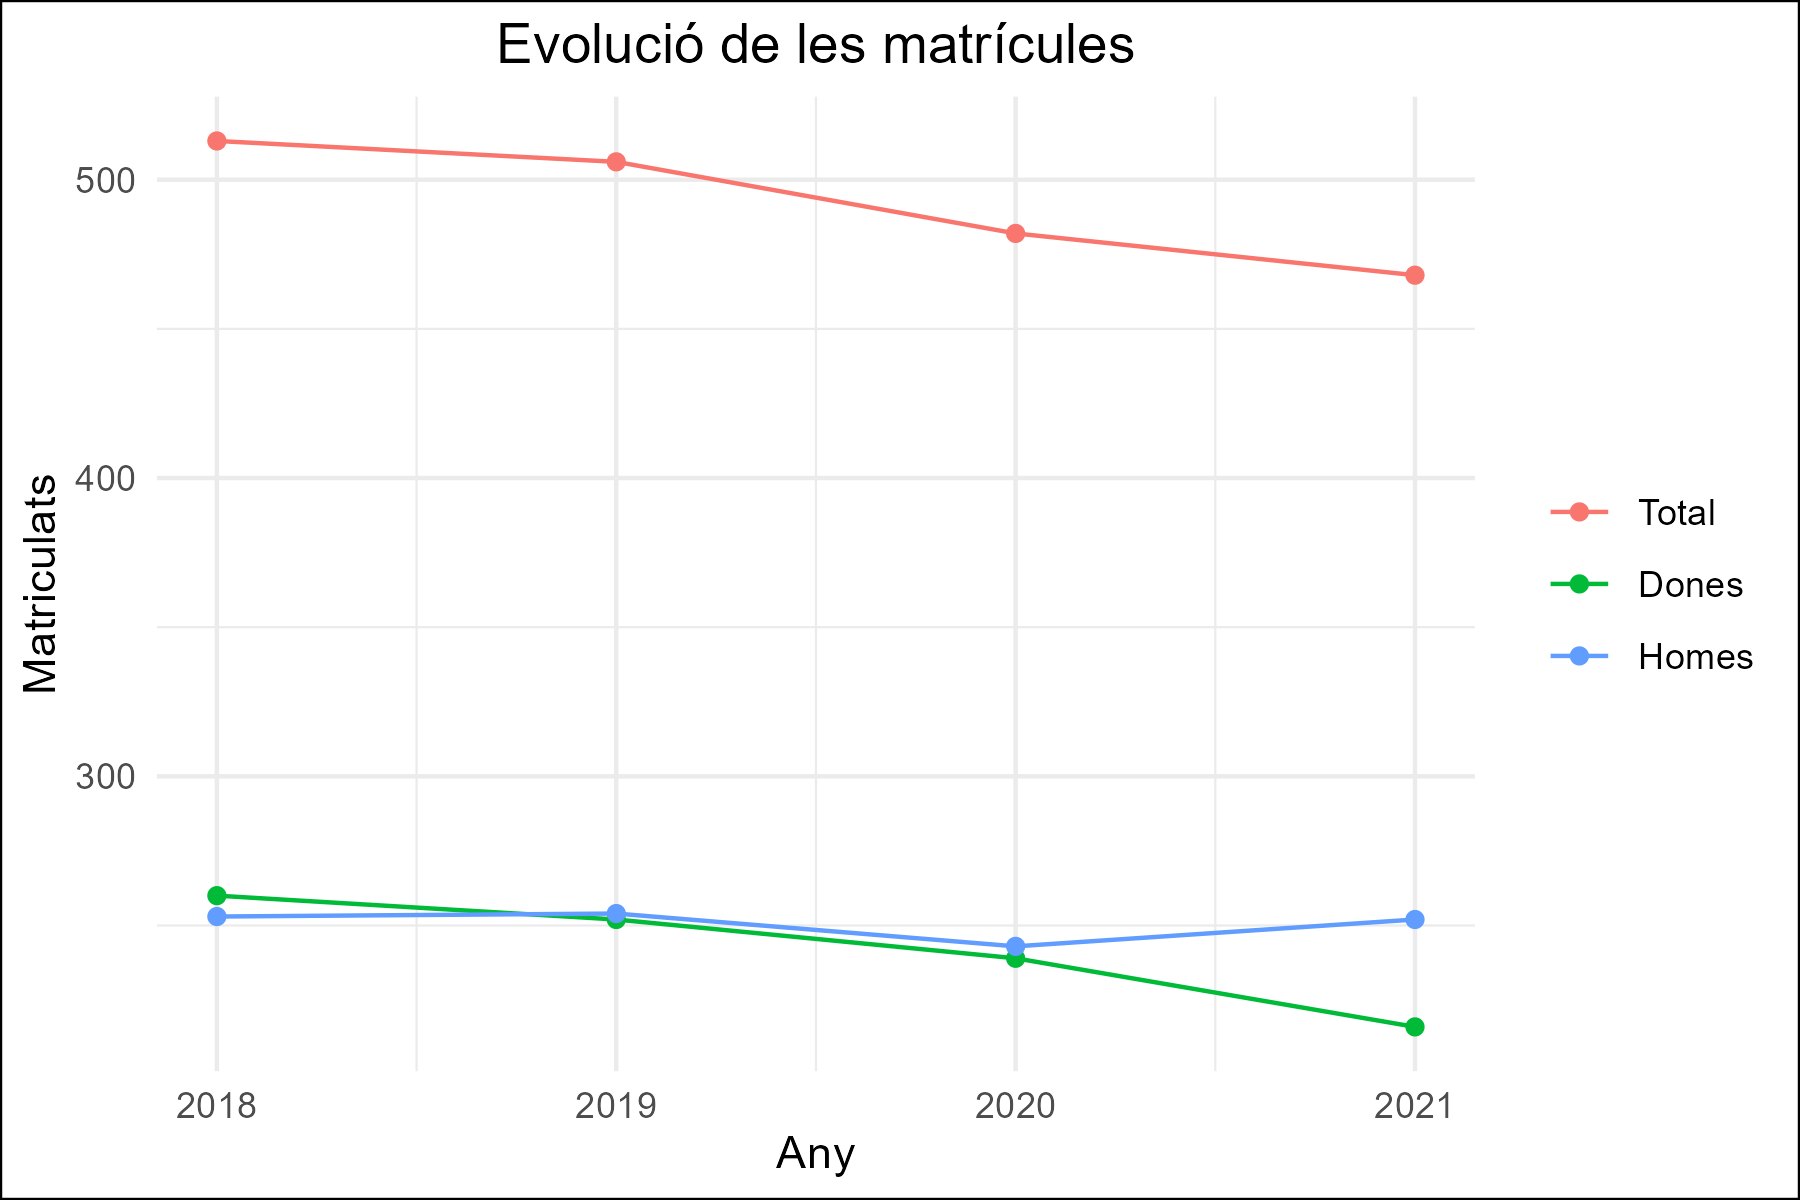 Evolució de les matrícules
500
400
300
Matriculats
2018 2019 2020 2021
Any
Total
Dones
Homes